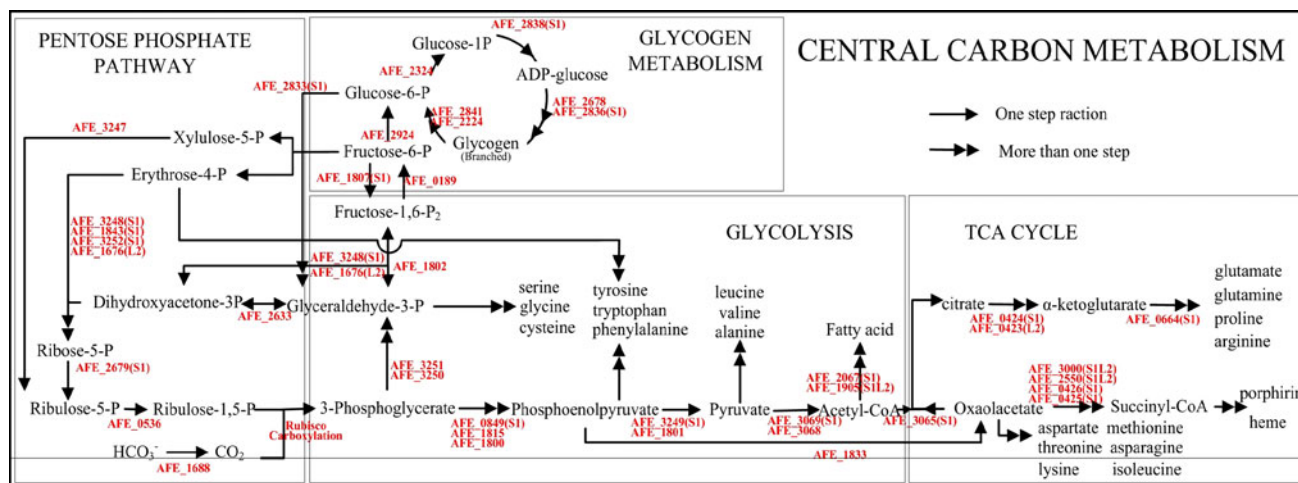 PENTOSE PHOSPHATE
PATHWAY
GLYCOGEN
METABOLISM
CENTRAL CARBON METABOLISM
One step raction
More than one step
AFE_2838(S1)
Glucose-1P
AFE_2324
ADP-glucose
AFE_2833(S1)
Glucose-6-P
AFE_2841
AFE_2224
AFE_2678
AFE_2836(S1)
AFE_3247
Xylulose-5-P
AFE_2924
Glycogen
(Branched)
Fructose-6-P
Erythrose-4-P
AFE_1807(S1)
AFE_0189
Fructose-1,6-P₂
GLYCOLYSIS
TCA CYCLE
AFE_3248(S1)
AFE_1843(S1)
AFE_3252(S1)
AFE_1676(L2)
AFE_3248(S1)
AFE_1676(L2)
AFE_1802
Dihydroxyacetone-3P
AFE_2633
Glyceraldehyde-3-P
serine
glycine
cysteine
tyrosine
tryptophan
phenylalanine
leucine
valine
alanine
Fatty acid
citrate
α-ketoglutarate
AFE_0424(S1)
AFE_0423(L2)
AFE_0664(S1)
glutamate
glutamine
proline
arginine
Ribose-5-P
AFE_2679(S1)
AFE_3251
AFE_3250
AFE_2067(S1)
AFE_1905(S1L2)
AFE_3000(S1L2)
AFE_2550(S1L2)
AFE_0426(S1)
AFE_0425(S1)
Ribulose-5-P
AFE_0536
Ribulose-1,5-P
Rubisco
Carboxylation
3-Phosphoglycerate
AFE_0849(S1)
AFE_1815
AFE_1800
Phosphoenolpyruvate
AFE_3249(S1)
AFE_1801
Pyruvate
AFE_3069(S1)
AFE_3068
Acetyl-CoA
AFE_3065(S1)
Oxaolacetate
Succinyl-CoA
porphirin
heme
HCO₃⁻
CO₂
AFE_1688
AFE_1833
aspartate
threonine
lysine
methionine
asparagine
isoleucine